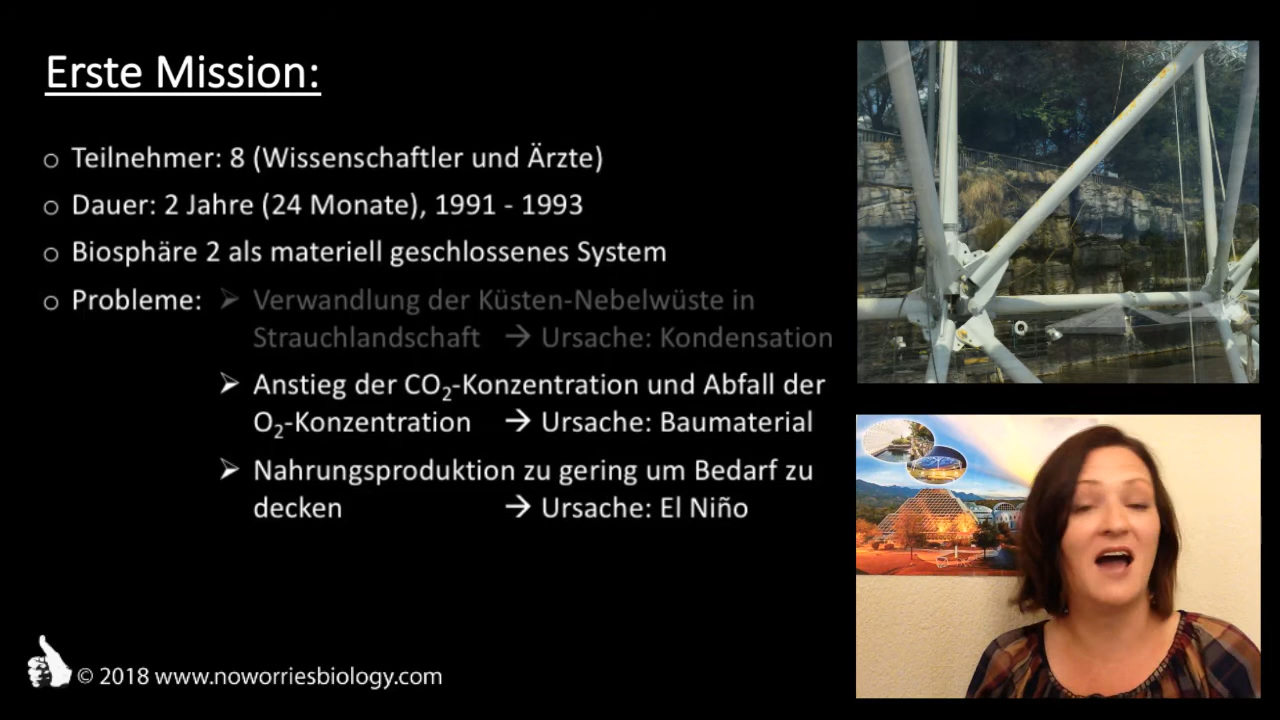 Erste Mission:
o Teilnehmer: 8 (Wissenschaftler und Ärzte)
o Dauer: 2 Jahre (24 Monate), 1991 - 1993
o Biosphäre 2 als materiell geschlossenes System
o Probleme: ➢ Verwandlung der Küsten-Nebelwüste in
Strauchlandschaft → Ursache: Kondensation
➢ Anstieg der CO₂-Konzentration und Abfall der
O₂-Konzentration → Ursache: Baumaterial
➢ Nahrungsproduktion zu gering um Bedarf zu
decken → Ursache: El Niño
© 2018 www.noworriesbiology.com